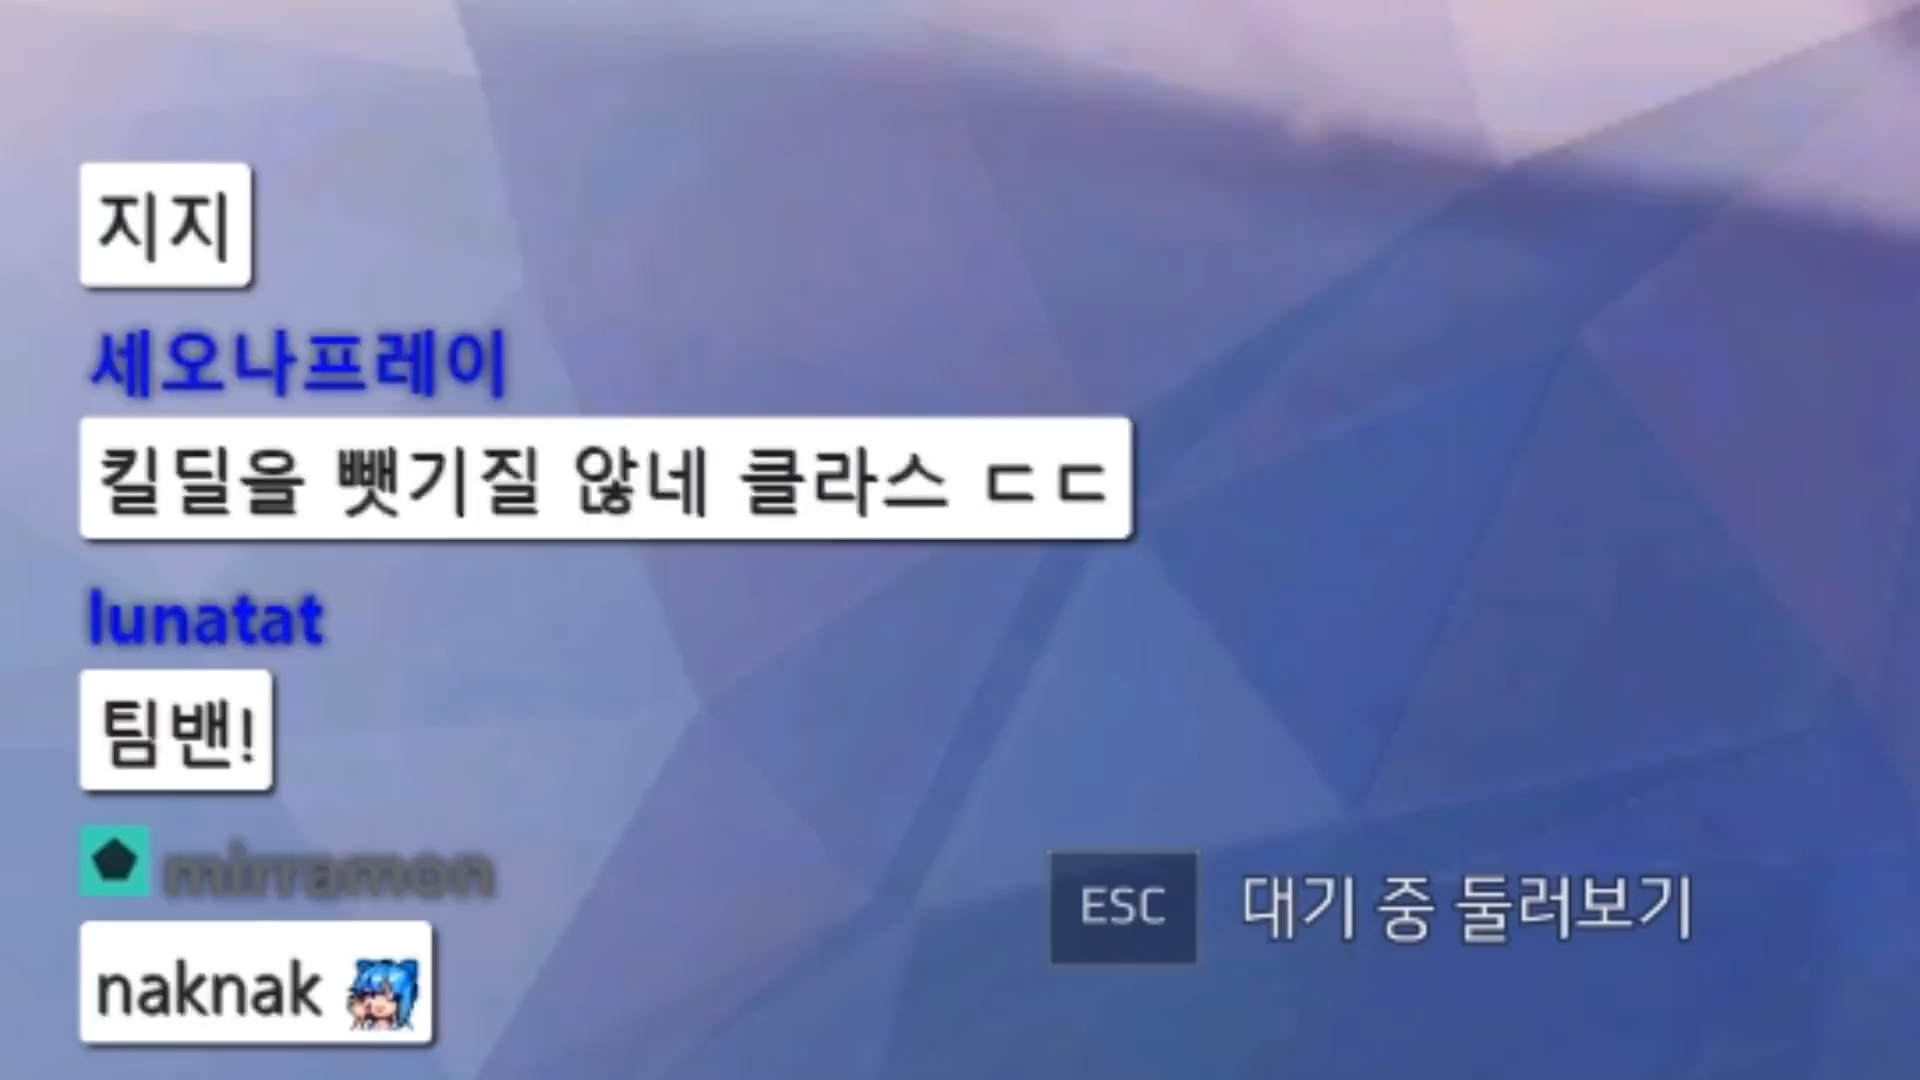 지지
세오나프레이
킬딜을 뺏기질 않네 클라스 ㄷㄷ
lunatat
팀밴!
mirramon
naknak
ESC 대기 중 둘러보기